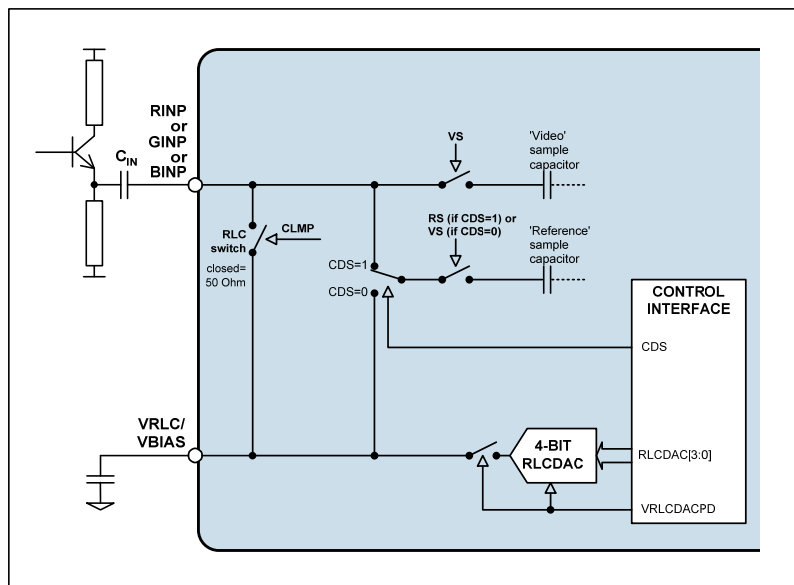 RINP
or
GINP
or
BINP
C_IN
VS
'Video'
sample
capacitor
RLC
switch
CLMP
closed=
50 Ohm
RS (if CDS=1) or
VS (if CDS=0)
'Reference'
sample
capacitor
CDS=1
CDS=0
CONTROL
INTERFACE
CDS
VRLC/
VBIAS
4-BIT
RLCDAC
RLCDAC[3:0]
VRLCDACPD